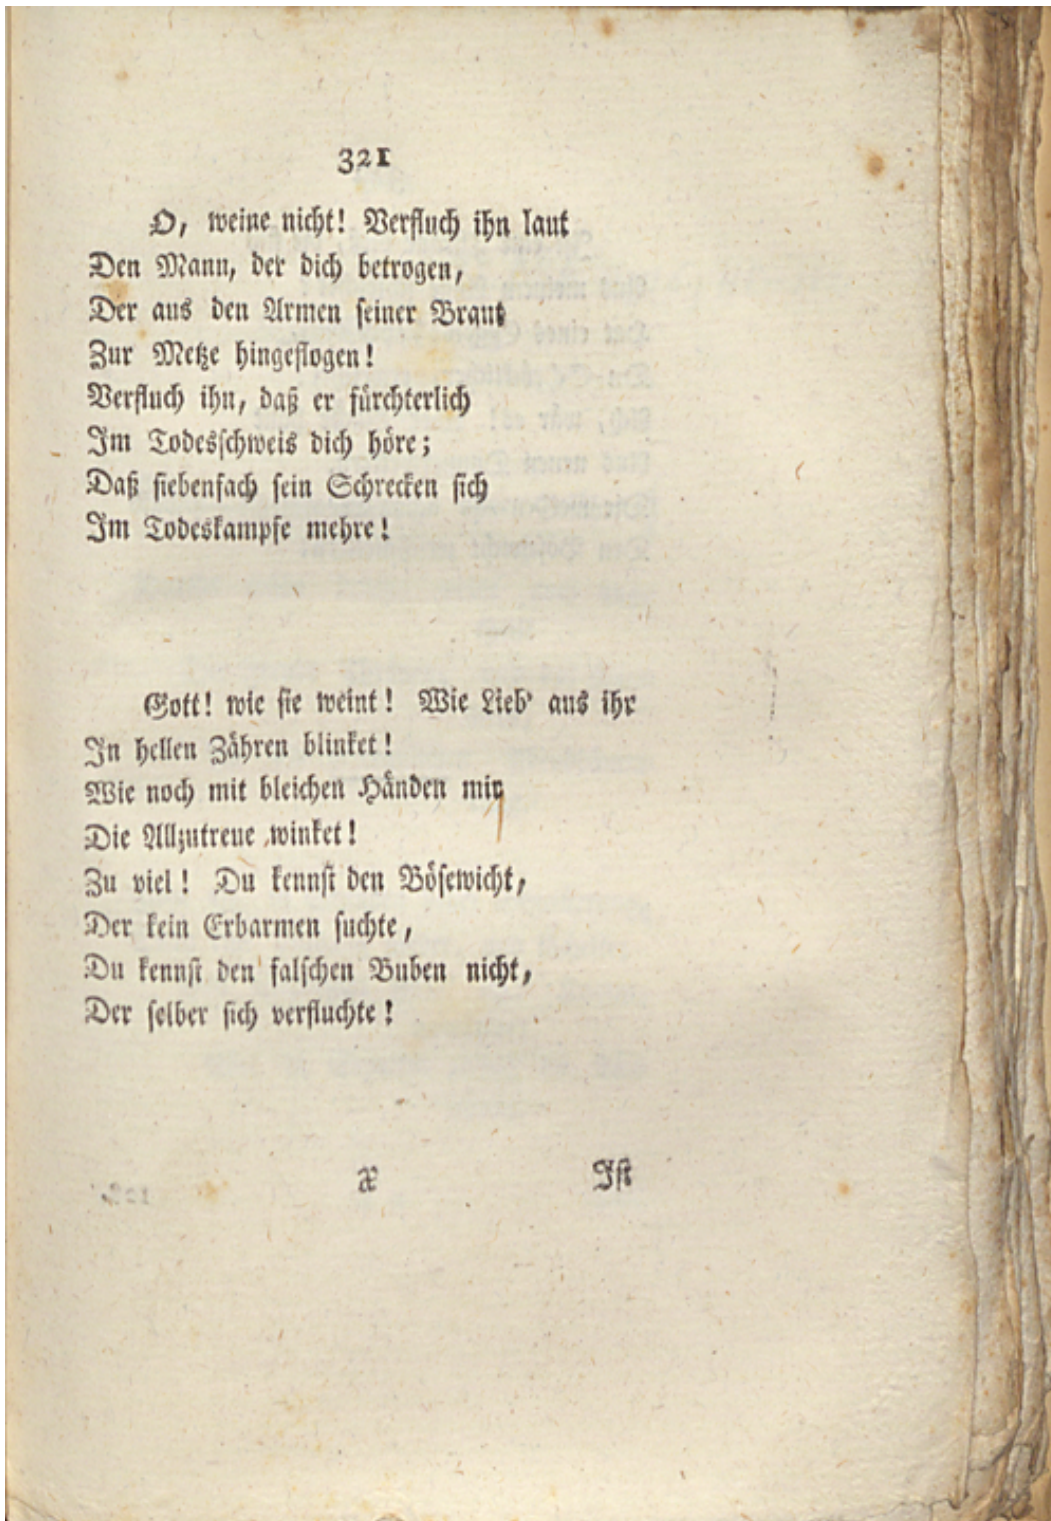 321
O, weine nicht! Verfluch ihn laut
Den Mann, der dich betrogen,
Der aus den Armen seiner Braut
Zur Metze hingeflogen!
Verfluch ihn, daß er fürchterlich
Im Todesschweis dich höre;
Daß siebenfach sein Schrecken sich
Im Todeskampfe mehre!
Gott! wie sie weint! Wie Lieb' aus ihr
In hellen Zähren blinket!
Wie noch mit bleichen Händen mir
Die Allzutreue winket!
Zu viel! Du kennst den Bösewicht,
Der kein Erbarmen suchte,
Du kennst den falschen Buben nicht,
Der selber sich verfluchte!
X Ist